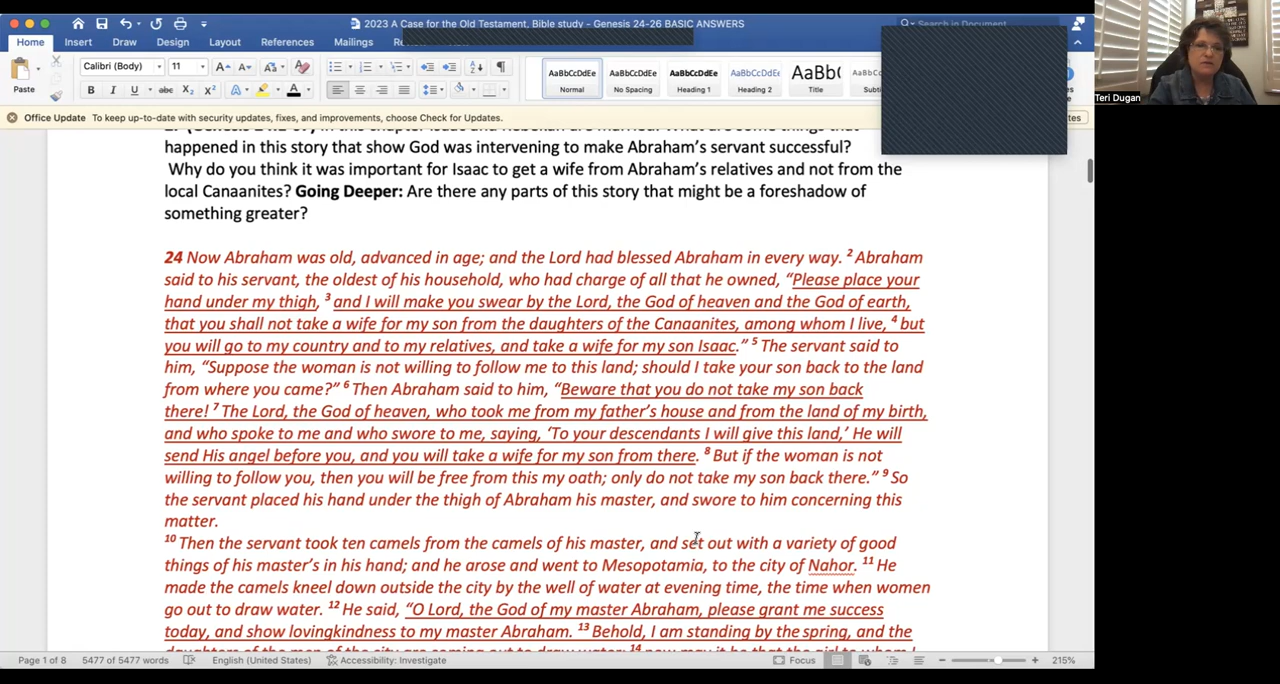 2023 A Case for the Old Testament, Bible study - Genesis 24-26 BASIC ANSWERS
Search in Document
Home Insert Draw Design Layout References Mailings
Calibri (Body) 11
Paste
AaBbCcDdEe AaBbCcDdEe AaBbCcDdEe AaBbCcDdEe AaBb( AaBbCcDdE
Normal No Spacing Heading 1 Heading 2 Title
Teri Dugan
Office Update To keep up-to-date with security updates, fixes, and improvements, choose Check for Updates.
happened in this story that show God was intervening to make Abraham's servant successful?
Why do you think it was important for Isaac to get a wife from Abraham's relatives and not from the
local Canaanites? Going Deeper: Are there any parts of this story that might be a foreshadow of
something greater?
24 Now Abraham was old, advanced in age; and the Lord had blessed Abraham in every way. 2 Abraham
said to his servant, the oldest of his household, who had charge of all that he owned, “Please place your
hand under my thigh, 3 and I will make you swear by the Lord, the God of heaven and the God of earth,
that you shall not take a wife for my son from the daughters of the Canaanites, among whom I live, 4 but
you will go to my country and to my relatives, and take a wife for my son Isaac.” 5 The servant said to
him, “Suppose the woman is not willing to follow me to this land; should I take your son back to the land
from where you came?” 6 Then Abraham said to him, “Beware that you do not take my son back
there! 7 The Lord, the God of heaven, who took me from my father’s house and from the land of my birth,
and who spoke to me and who swore to me, saying, ‘To your descendants I will give this land,’ He will
send His angel before you, and you will take a wife for my son from there. 8 But if the woman is not
willing to follow you, then you will be free from this my oath; only do not take my son back there.” 9 So
the servant placed his hand under the thigh of Abraham his master, and swore to him concerning this
matter.
10 Then the servant took ten camels from the camels of his master, and set out with a variety of good
things of his master’s in his hand; and he arose and went to Mesopotamia, to the city of Nahor. 11 He
made the camels kneel down outside the city by the well of water at evening time, the time when women
go out to draw water. 12 He said, “O Lord, the God of my master Abraham, please grant me success
today, and show lovingkindness to my master Abraham. 13 Behold, I am standing by the spring, and the
Page 1 of 8 5477 of 5477 words English (United States) Accessibility: Investigate Focus 215%